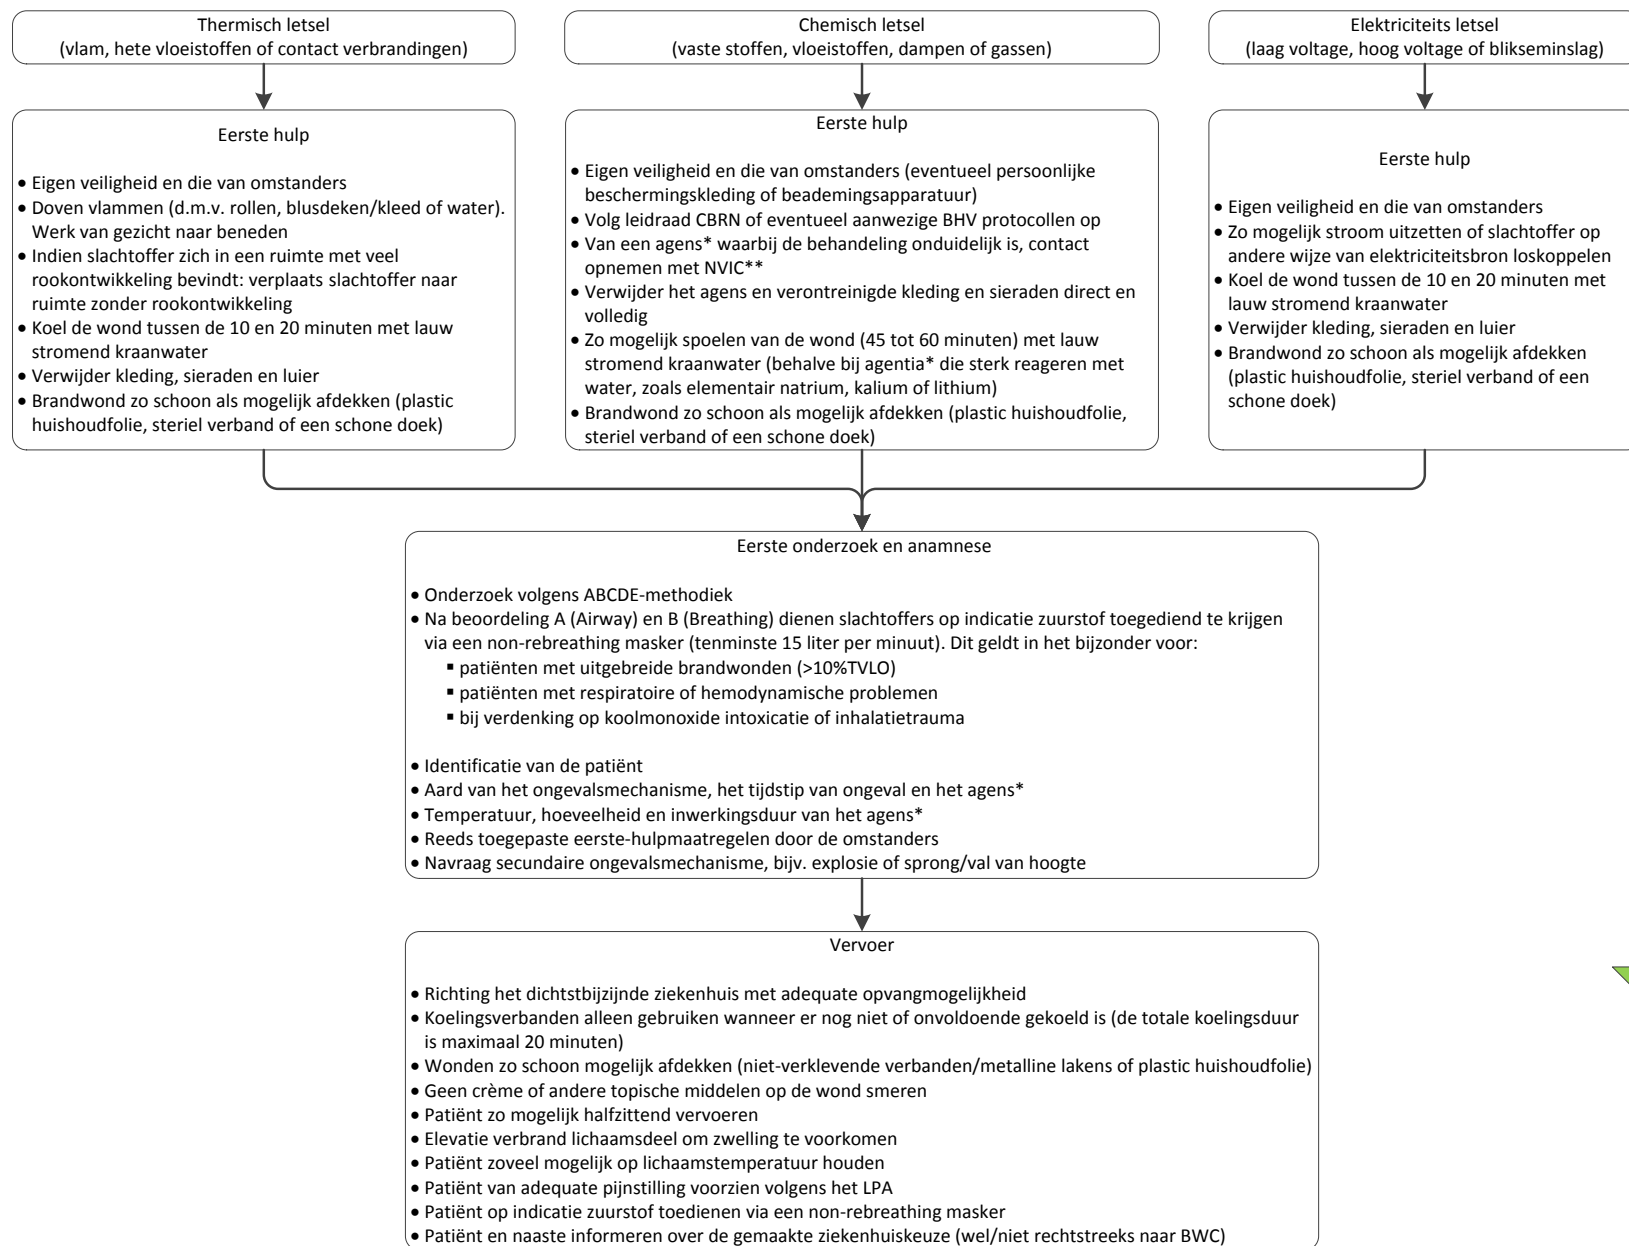 Thermisch letsel
(vlam, hete vloeistoffen of contact verbrandingen)
Chemisch letsel
(vaste stoffen, vloeistoffen, dampen of gassen)
Elektriciteits letsel
(laag voltage, hoog voltage of blikseminslag)
Eerste hulp
• Eigen veiligheid en die van omstanders
• Doven vlammen (d.m.v. rollen, blusdeken/kleed of water).
Werk van gezicht naar beneden
• Indien slachtoffer zich in een ruimte met veel
rookontwikkeling bevindt: verplaats slachtoffer naar
ruimte zonder rookontwikkeling
• Koel de wond tussen de 10 en 20 minuten met lauw
stromend kraanwater
• Verwijder kleding, sieraden en luier
• Brandwond zo schoon als mogelijk afdekken (plastic
huishoudfolie, steriel verband of een schone doek)
Eerste hulp
• Eigen veiligheid en die van omstanders (eventueel persoonlijke
beschermingskleding of beademingsapparatuur)
• Volg leidraad CBRN of eventueel aanwezige BHV protocollen op
• Van een agens* waarbij de behandeling onduidelijk is, contact
opnemen met NVIC**
• Verwijder het agens en verontreinigde kleding en sieraden direct en
volledig
• Zo mogelijk spoelen van de wond (45 tot 60 minuten) met lauw
stromend kraanwater (behalve bij agentia* die sterk reageren met
water, zoals elementair natrium, kalium of lithium)
• Brandwond zo schoon als mogelijk afdekken (plastic huishoudfolie,
steriel verband of een schone doek)
Eerste hulp
• Eigen veiligheid en die van omstanders
• Zo mogelijk stroom uitzetten of slachtoffer op
andere wijze van elektriciteitsbron loskoppelen
• Koel de wond tussen de 10 en 20 minuten met
lauw stromend kraanwater
• Verwijder kleding, sieraden en luier
• Brandwond zo schoon als mogelijk afdekken
(plastic huishoudfolie, steriel verband of een
schone doek)
Eerste onderzoek en anamnese
• Onderzoek volgens ABCDE-methodiek
• Na beoordeling A (Airway) en B (Breathing) dienen slachtoffers op indicatie zuurstof toegediend te krijgen
via een non-rebreathing masker (tenminste 15 liter per minuut). Dit geldt in het bijzonder voor:
▪ patiënten met uitgebreide brandwonden (>10%TVLO)
▪ patiënten met respiratoire of hemodynamische problemen
▪ bij verdenking op koolmonoxide intoxicatie of inhalatietrauma
• Identificatie van de patiënt
• Aard van het ongevalsmechanisme, het tijdstip van ongeval en het agens*
• Temperatuur, hoeveelheid en inwerkingsduur van het agens*
• Reeds toegepaste eerste-hulpmaatregelen door de omstanders
• Navraag secundaire ongevalsmechanisme, bijv. explosie of sprong/val van hoogte
Vervoer
• Richting het dichtstbijzijnde ziekenhuis met adequate opvangmogelijkheid
• Koelingsverbanden alleen gebruiken wanneer er nog niet of onvoldoende gekoeld is (de totale koelingsduur
is maximaal 20 minuten)
• Wonden zo schoon mogelijk afdekken (niet-verklevende verbanden/metalline lakens of plastic huishoudfolie)
• Geen crème of andere topische middelen op de wond smeren
• Patiënt zo mogelijk halfzittend vervoeren
• Elevatie verbrand lichaamsdeel om zwelling te voorkomen
• Patiënt zoveel mogelijk op lichaamstemperatuur houden
• Patiënt van adequate pijnstilling voorzien volgens het LPA
• Patiënt op indicatie zuurstof toedienen via een non-rebreathing masker
• Patiënt en naaste informeren over de gemaakte ziekenhuiskeuze (wel/niet rechtstreeks naar BWC)